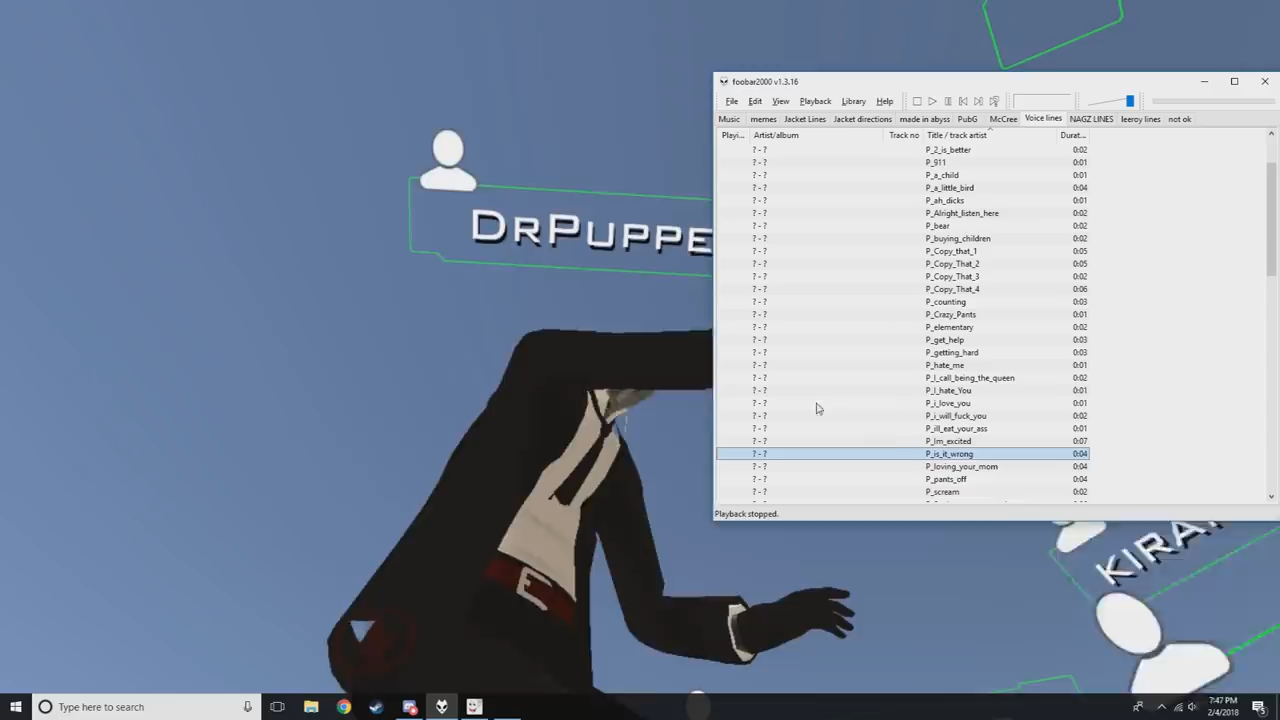 DrPuppe
foobar2000 v1.3.16
File Edit View Playback Library Help
Music memes Jacket Lines Jacket directions made in abyss PubG McCree Voice lines NAGZ LINES leeroy lines not ok
Playi... Artist/album Track no Title / track artist Durat...
? - ? P_2_is_better 0:02
? - ? P_911 0:01
? - ? P_a_child 0:01
? - ? P_a_little_bird 0:04
? - ? P_ah_dicks 0:01
? - ? P_Alright_listen_here 0:02
? - ? P_bear 0:02
? - ? P_buying_children 0:02
? - ? P_Copy_that_1 0:05
? - ? P_Copy_That_2 0:05
? - ? P_Copy_That_3 0:02
? - ? P_Copy_That_4 0:06
? - ? P_counting 0:03
? - ? P_Crazy_Pants 0:01
? - ? P_elementary 0:02
? - ? P_get_help 0:03
? - ? P_getting_hard 0:03
? - ? P_hate_me 0:01
? - ? P_I_call_being_the_queen 0:02
? - ? P_I_hate_You 0:01
? - ? P_i_love_you 0:01
? - ? P_i_will_fuck_you 0:02
? - ? P_ill_eat_your_ass 0:01
? - ? P_Im_excited 0:07
? - ? P_is_it_wrong 0:04
? - ? P_loving_your_mom 0:04
? - ? P_pants_off 0:04
? - ? P_scream 0:02
Playback stopped.
KIRA
Type here to search
7:47 PM
2/4/2018